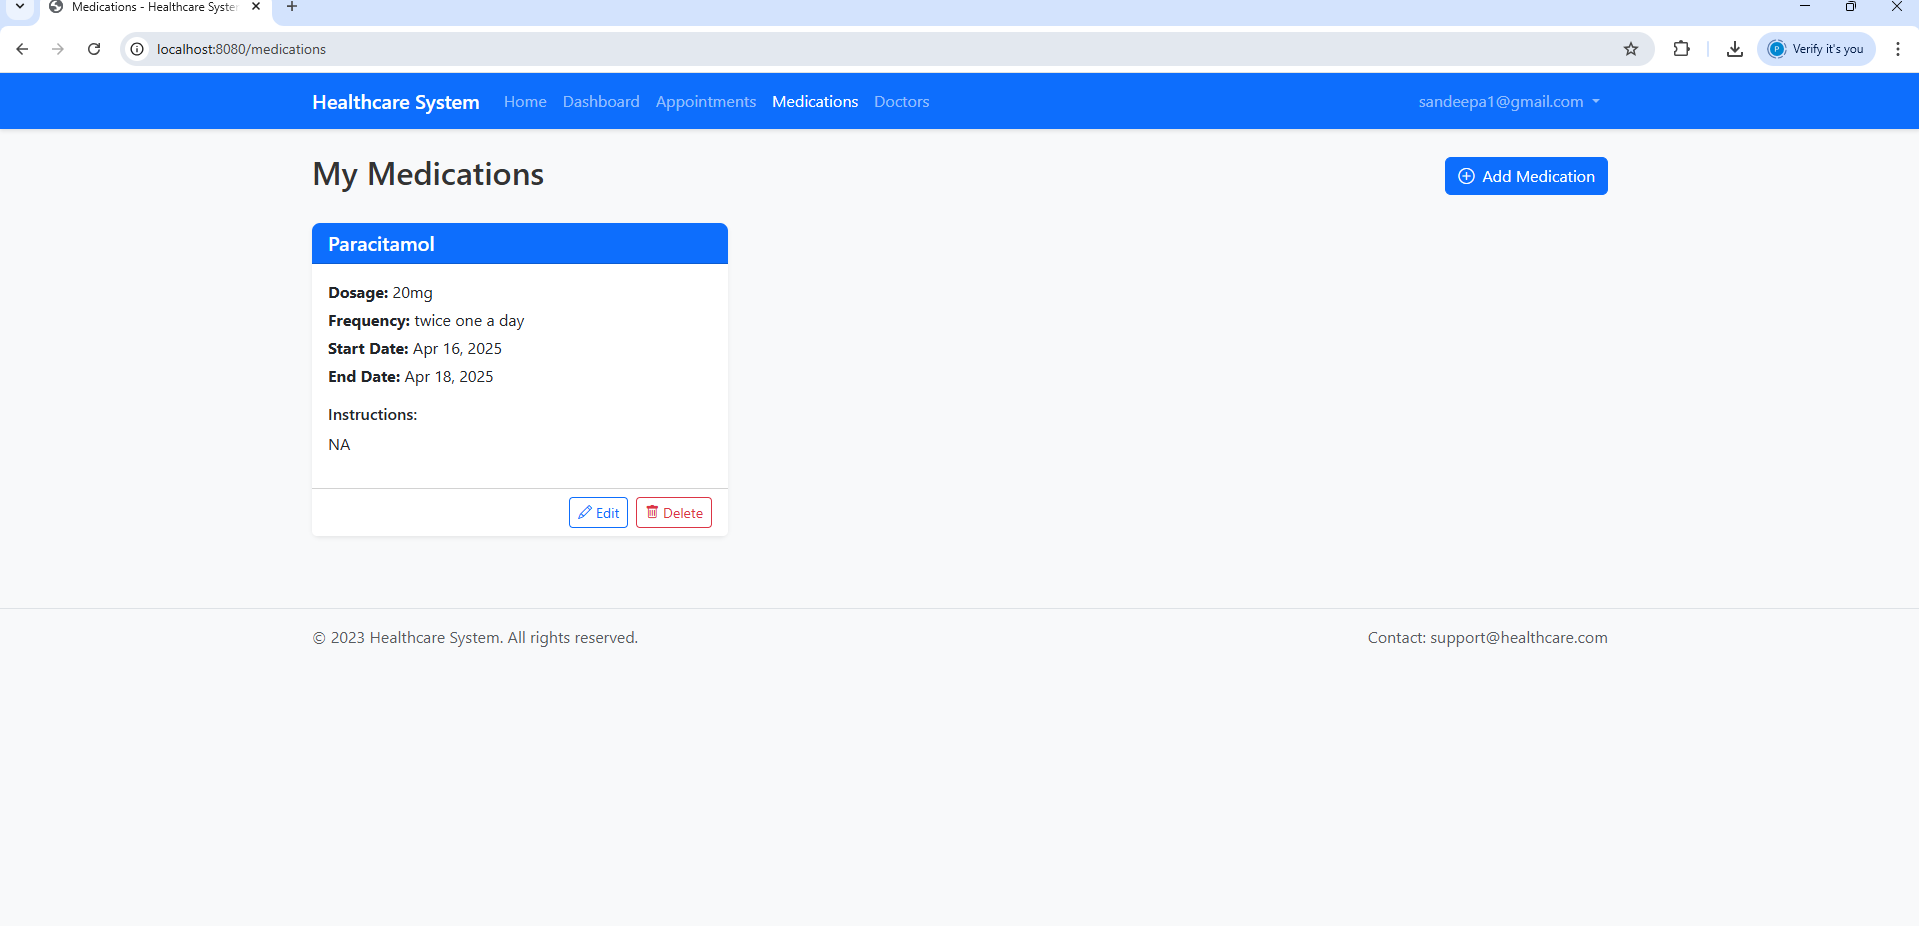 Medications - Healthcare Syste
localhost:8080/medications
Verify it's you
Healthcare System Home Dashboard Appointments Medications Doctors sandeepa1@gmail.com
My Medications
Add Medication
Paracitamol
Dosage: 20mg
Frequency: twice one a day
Start Date: Apr 16, 2025
End Date: Apr 18, 2025
Instructions:
NA
Edit Delete
© 2023 Healthcare System. All rights reserved. Contact: support@healthcare.com